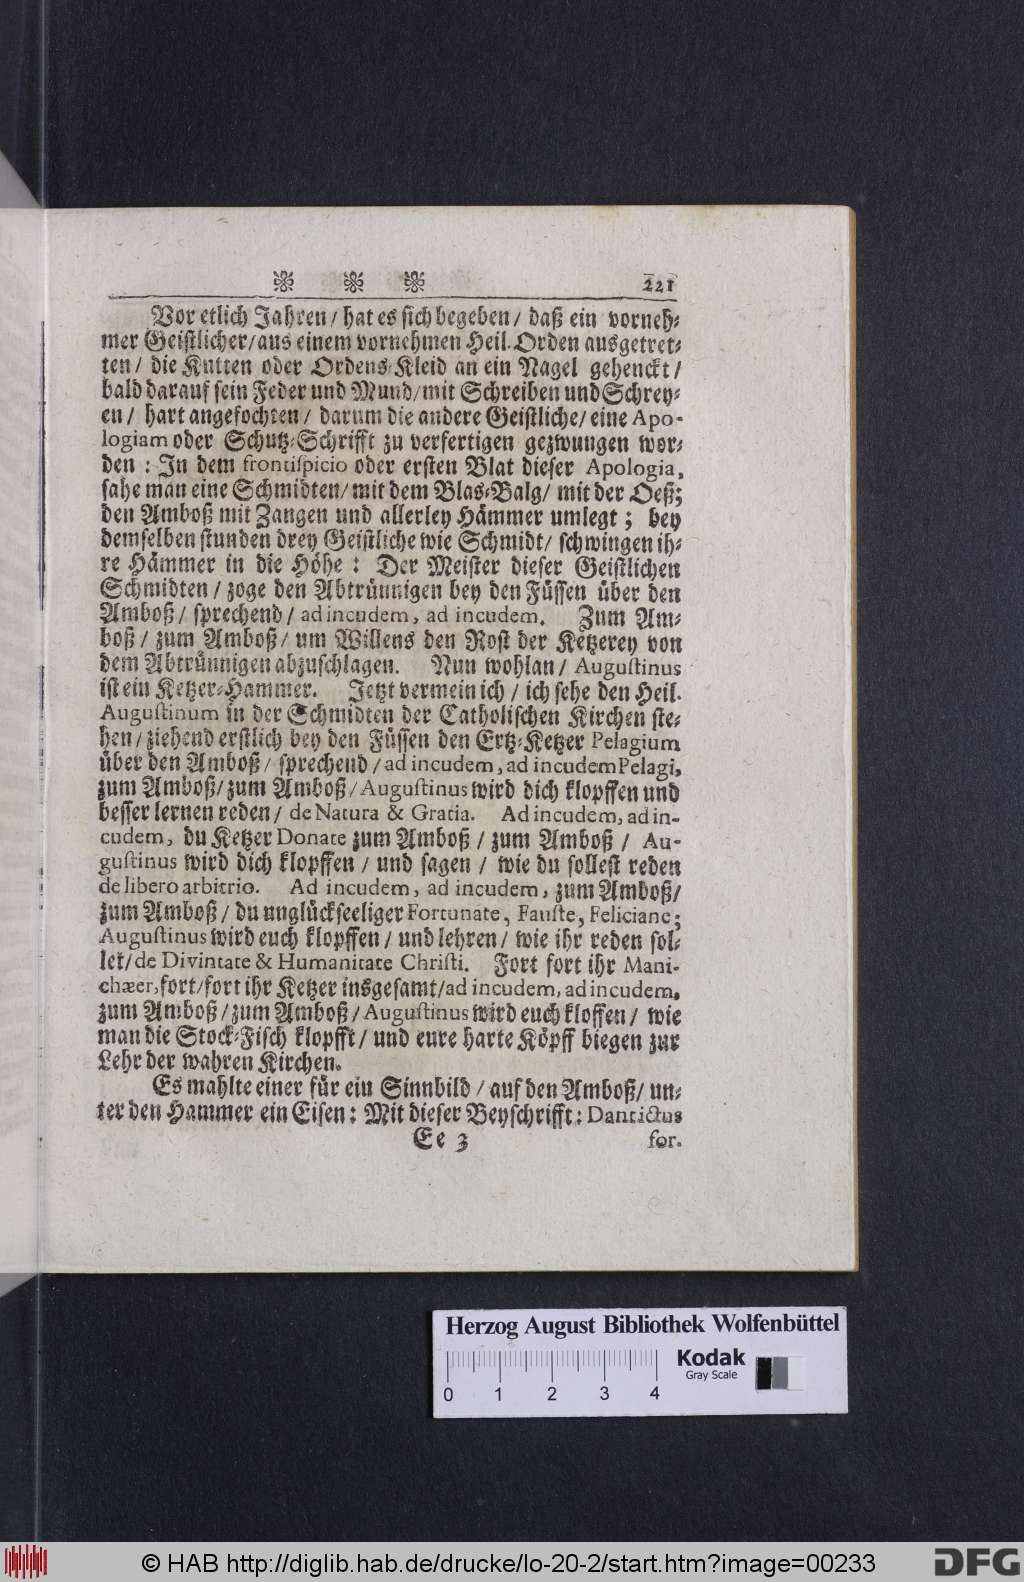 221
Vor etlich Jahren / hat es sich begeben / daß ein vorneh⸗
mer Geistlicher / aus einem vornehmen Heil. Orden ausgetret⸗
ten / die Kutten oder Ordens⸗Kleid an ein Nagel gehenckt /
bald darauf sein Feder und Mund / mit Schreiben und Schrey⸗
en / hart angefochten / darum die andere Geistliche / eine Apo-
logiam oder Schutz⸗Schrifft zu verfertigen gezwungen wor⸗
den : In dem frontispicio oder ersten Blat dieser Apologia,
sahe man eine Schmidten / mit dem Blas⸗Balg / mit der Oeß;
den Amboß mit Zangen und allerley Hämmer umlegt ; bey
demselben stunden drey Geistliche wie Schmidt / schwingen ih⸗
re Hämmer in die Höhe : Der Meister dieser Geistlichen
Schmidten / zoge den Abtrünnigen bey den Füssen über den
Amboß / sprechend / ad incudem, ad incudem. Zum Am⸗
boß / zum Amboß / um Willens den Rost der Ketzerey von
dem Abtrünnigen abzuschlagen. Nun wohlan / Augustinus
ist ein Ketzer⸗Hammer. Jetzt vermein ich / ich sehe den Heil.
Augustinum in der Schmidten der Catholischen Kirchen ste⸗
hen / ziehend erstlich bey den Füssen den Ertz⸗Ketzer Pelagium
über den Amboß / sprechend / ad incudem, ad incudem Pelagi,
zum Amboß / zum Amboß / Augustinus wird dich klopffen und
besser lernen reden / de Natura & Gratia. Ad incudem, ad in-
cudem, du Ketzer Donate zum Amboß / zum Amboß / Au-
gustinus wird dich klopffen / und sagen / wie du sollest reden
de libero arbitrio. Ad incudem, ad incudem, zum Amboß /
zum Amboß / du unglückseeliger Fortunate, Fauste, Feliciane;
Augustinus wird euch klopffen / und lehren / wie ihr reden sol⸗
let / de Divintate & Humanitate Christi. Fort fort ihr Mani-
chæer, fort / fort ihr Ketzer insgesamt / ad incudem, ad incudem,
zum Amboß / zum Amboß / Augustinus wird euch kloffen / wie
man die Stock⸗Fisch klopfft / und eure harte Köpff biegen zur
Lehr der wahren Kirchen.
Es mahlte einer für ein Sinnbild / auf den Amboß / un⸗
ter den Hammer ein Eisen : Mit dieser Beyschrifft : Dantictus
Ee 3 for.
Herzog August Bibliothek Wolfenbüttel
Kodak
Gray Scale
0 1 2 3 4
© HAB http://diglib.hab.de/drucke/lo-20-2/start.htm?image=00233
DFG